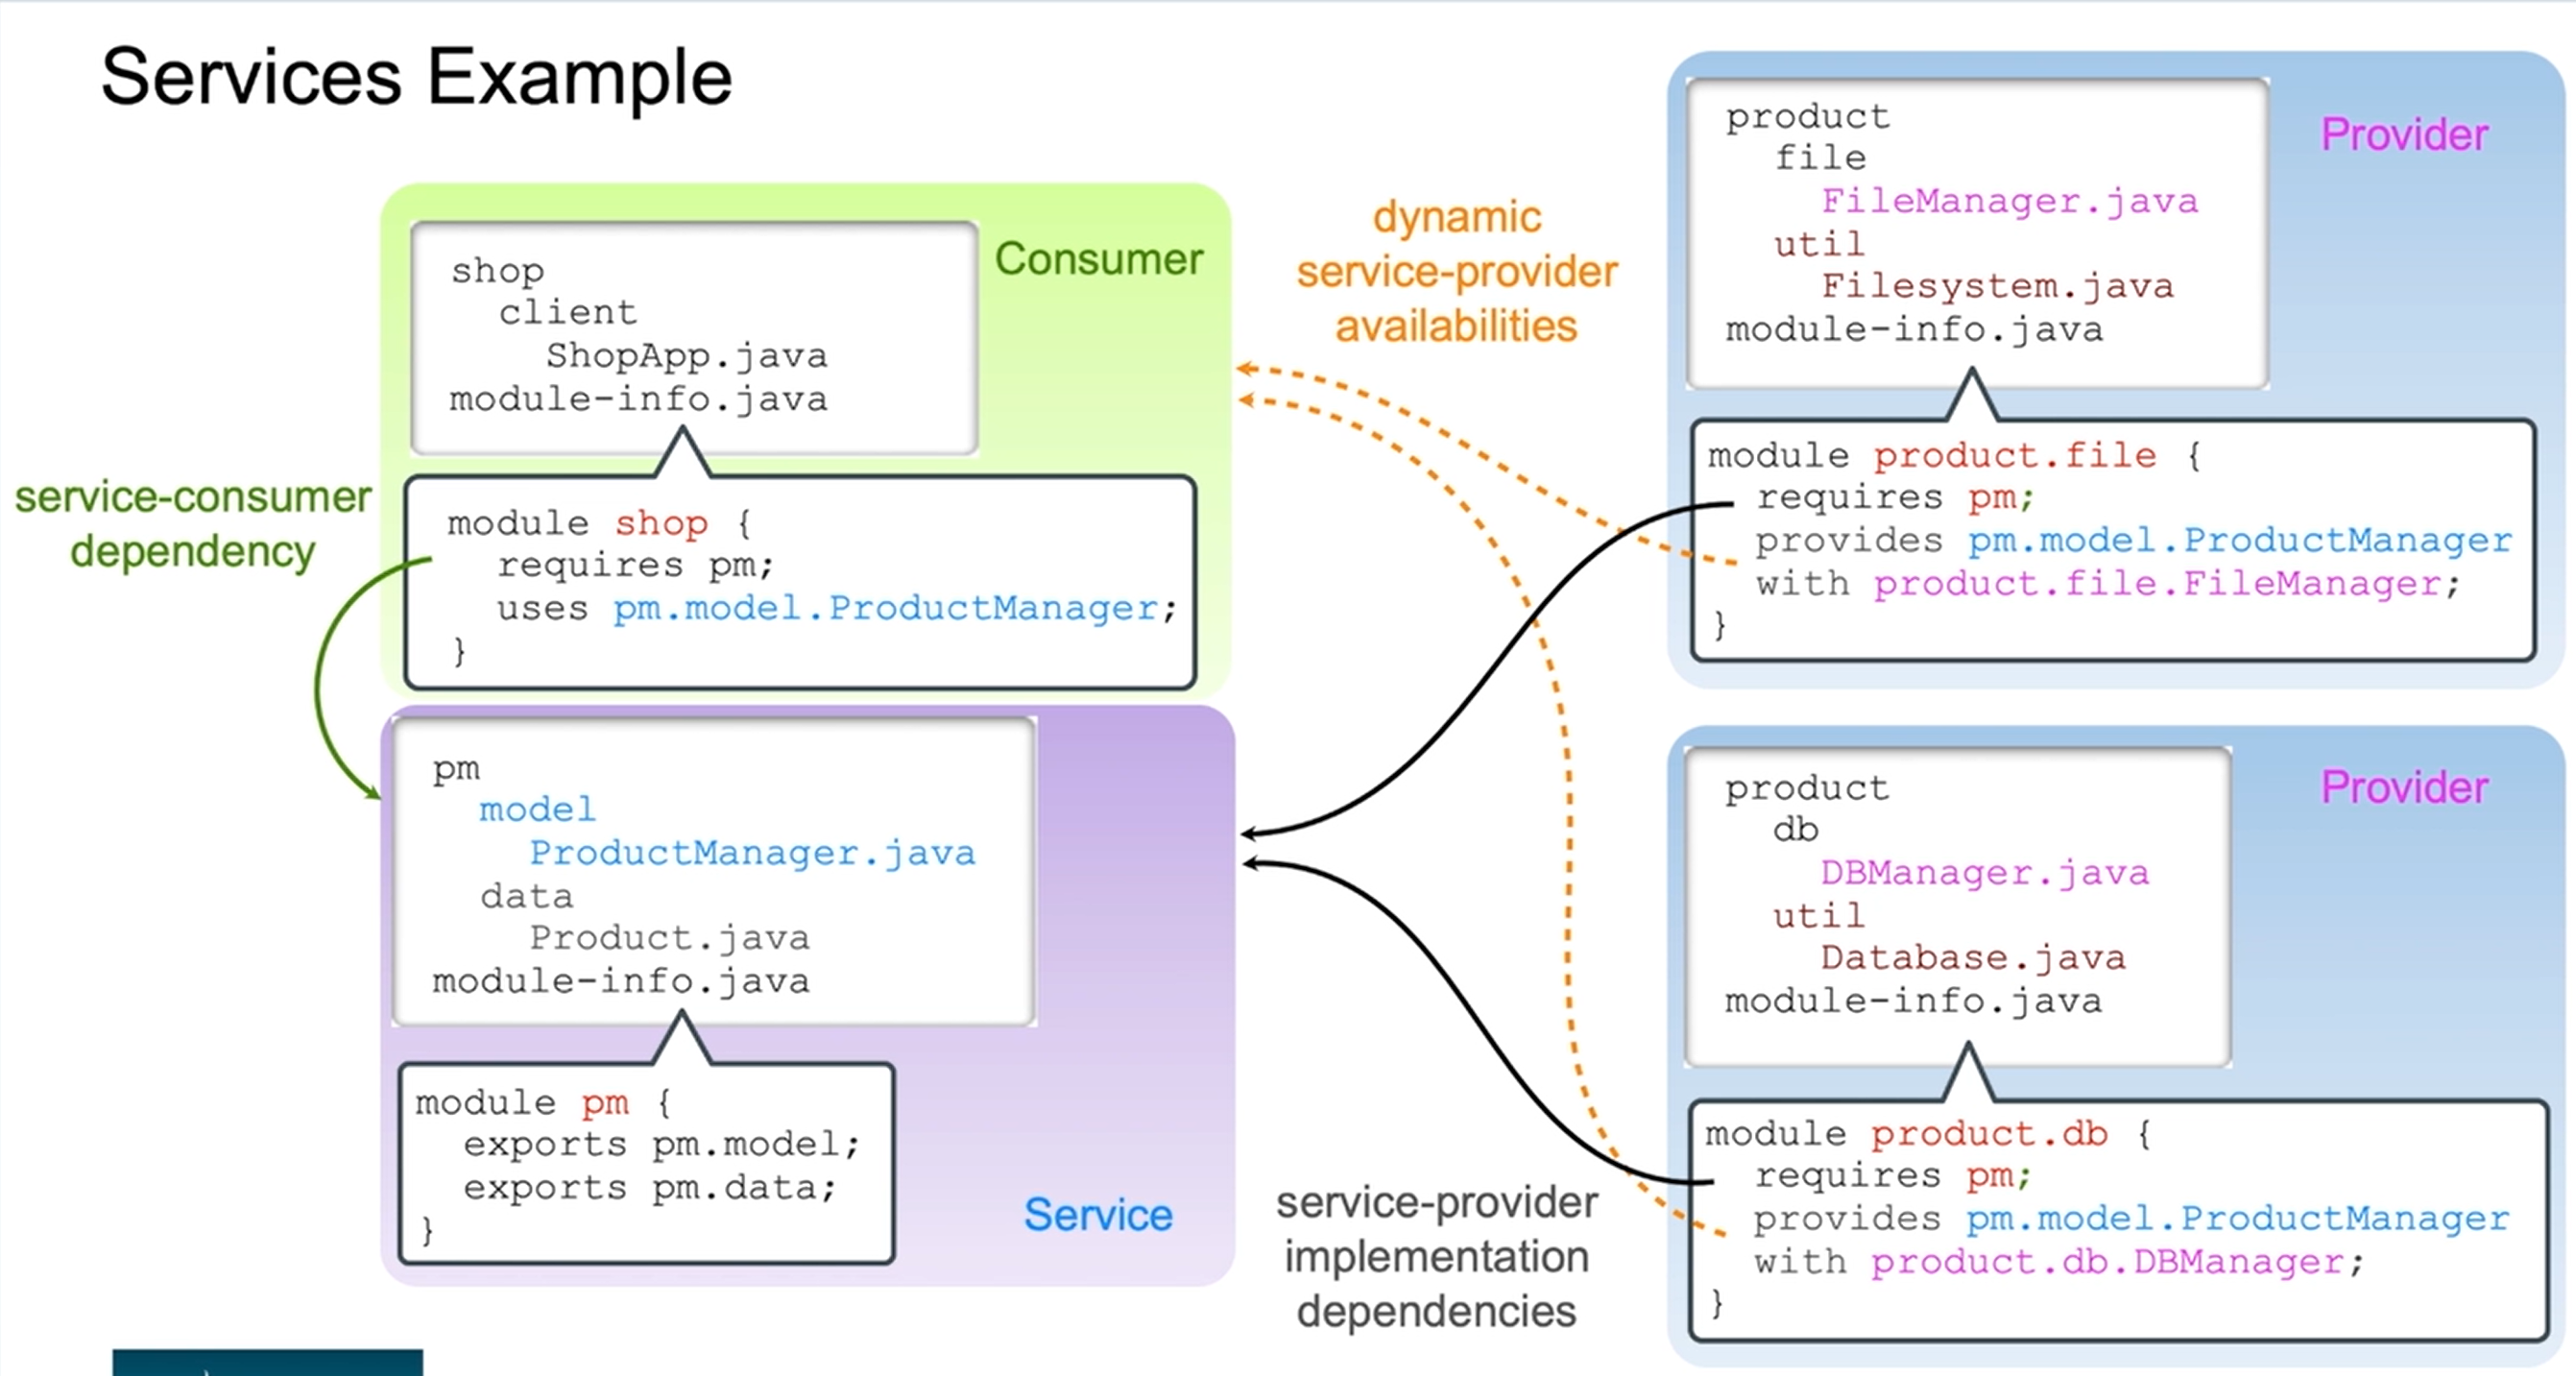 Services Example
shop
client
ShopApp.java
module-info.java
Consumer
service-consumer
dependency
module shop {
requires pm;
uses pm.model.ProductManager;
}
pm
model
ProductManager.java
data
Product.java
module-info.java
module pm {
exports pm.model;
exports pm.data;
}
Service
dynamic
service-provider
availabilities
service-provider
implementation
dependencies
Provider
product
file
FileManager.java
util
Filesystem.java
module-info.java
module product.file {
requires pm;
provides pm.model.ProductManager
with product.file.FileManager;
}
Provider
product
db
DBManager.java
util
Database.java
module-info.java
module product.db {
requires pm;
provides pm.model.ProductManager
with product.db.DBManager;
}